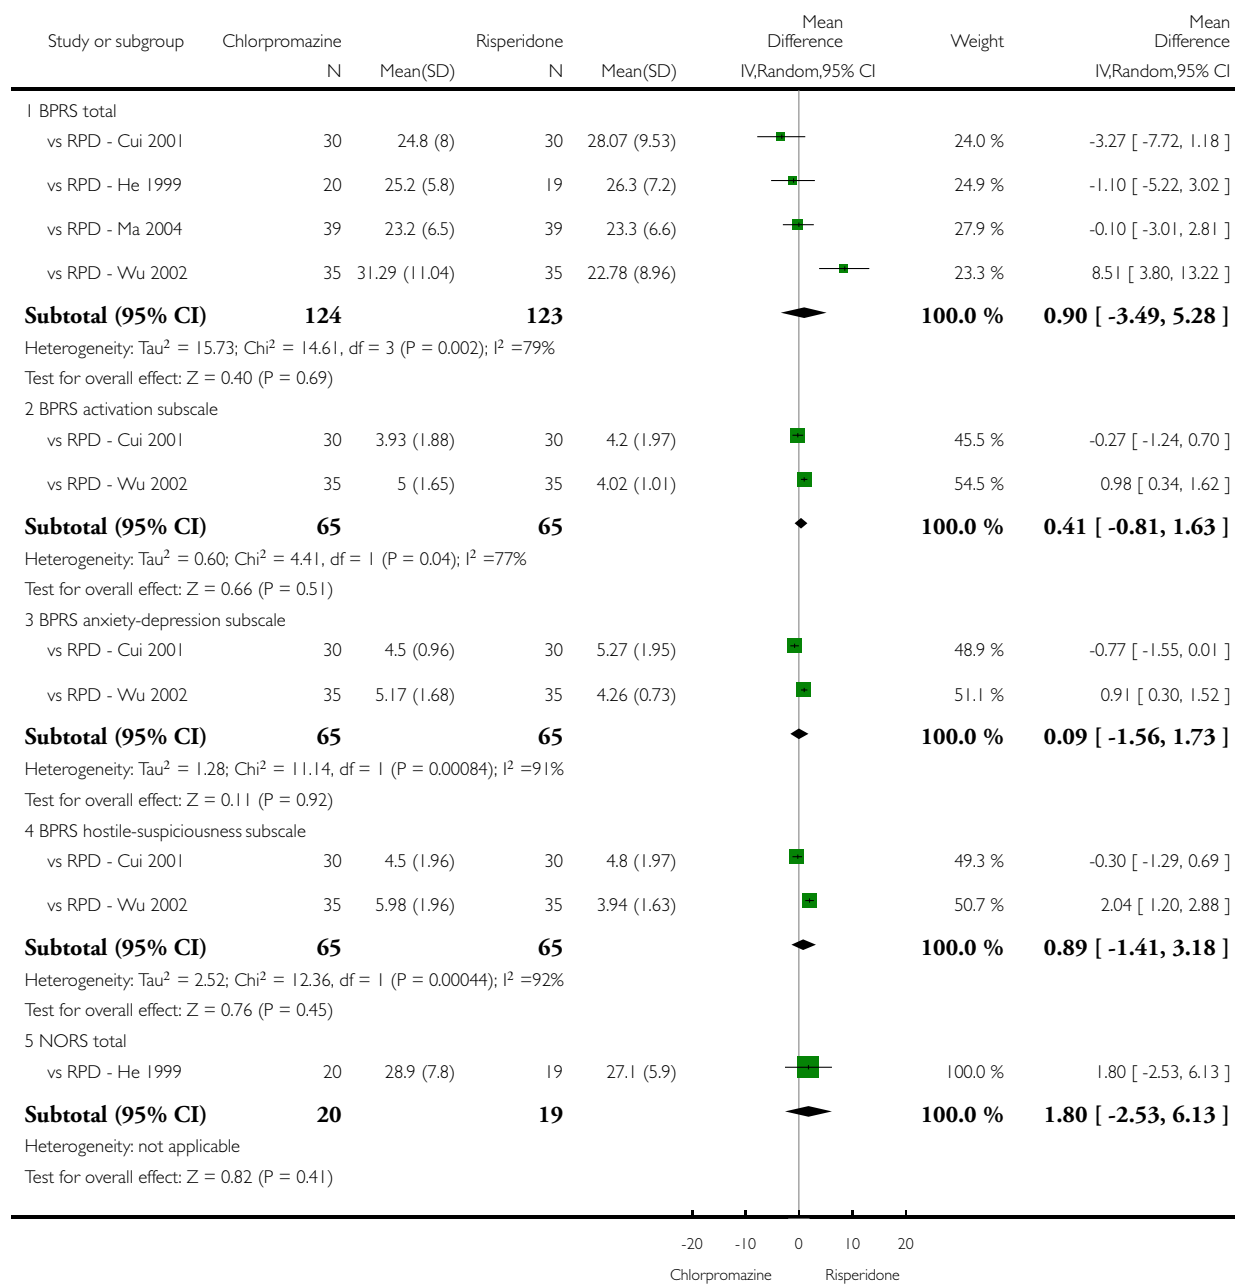 Study or subgroup Chlorpromazine Risperidone Mean Difference Weight Mean Difference
N Mean(SD) N Mean(SD) IV,Random,95% CI IV,Random,95% CI
1 BPRS total
vs RPD - Cui 2001 30 24.8 (8) 30 28.07 (9.53) 24.0 % -3.27 [ -7.72, 1.18 ]
vs RPD - He 1999 20 25.2 (5.8) 19 26.3 (7.2) 24.9 % -1.10 [ -5.22, 3.02 ]
vs RPD - Ma 2004 39 23.2 (6.5) 39 23.3 (6.6) 27.9 % -0.10 [ -3.01, 2.81 ]
vs RPD - Wu 2002 35 31.29 (11.04) 35 22.78 (8.96) 23.3 % 8.51 [ 3.80, 13.22 ]
Subtotal (95% CI) 124 123 100.0 % 0.90 [ -3.49, 5.28 ]
Heterogeneity: Tau² = 15.73; Chi² = 14.61, df = 3 (P = 0.002); I² =79%
Test for overall effect: Z = 0.40 (P = 0.69)
2 BPRS activation subscale
vs RPD - Cui 2001 30 3.93 (1.88) 30 4.2 (1.97) 45.5 % -0.27 [ -1.24, 0.70 ]
vs RPD - Wu 2002 35 5 (1.65) 35 4.02 (1.01) 54.5 % 0.98 [ 0.34, 1.62 ]
Subtotal (95% CI) 65 65 100.0 % 0.41 [ -0.81, 1.63 ]
Heterogeneity: Tau² = 0.60; Chi² = 4.41, df = 1 (P = 0.04); I² =77%
Test for overall effect: Z = 0.66 (P = 0.51)
3 BPRS anxiety-depression subscale
vs RPD - Cui 2001 30 4.5 (0.96) 30 5.27 (1.95) 48.9 % -0.77 [ -1.55, 0.01 ]
vs RPD - Wu 2002 35 5.17 (1.68) 35 4.26 (0.73) 51.1 % 0.91 [ 0.30, 1.52 ]
Subtotal (95% CI) 65 65 100.0 % 0.09 [ -1.56, 1.73 ]
Heterogeneity: Tau² = 1.28; Chi² = 11.14, df = 1 (P = 0.00084); I² =91%
Test for overall effect: Z = 0.11 (P = 0.92)
4 BPRS hostile-suspiciousness subscale
vs RPD - Cui 2001 30 4.5 (1.96) 30 4.8 (1.97) 49.3 % -0.30 [ -1.29, 0.69 ]
vs RPD - Wu 2002 35 5.98 (1.96) 35 3.94 (1.63) 50.7 % 2.04 [ 1.20, 2.88 ]
Subtotal (95% CI) 65 65 100.0 % 0.89 [ -1.41, 3.18 ]
Heterogeneity: Tau² = 2.52; Chi² = 12.36, df = 1 (P = 0.00044); I² =92%
Test for overall effect: Z = 0.76 (P = 0.45)
5 NORS total
vs RPD - He 1999 20 28.9 (7.8) 19 27.1 (5.9) 100.0 % 1.80 [ -2.53, 6.13 ]
Subtotal (95% CI) 20 19 100.0 % 1.80 [ -2.53, 6.13 ]
Heterogeneity: not applicable
Test for overall effect: Z = 0.82 (P = 0.41)
-20 -10 0 10 20
Chlorpromazine Risperidone